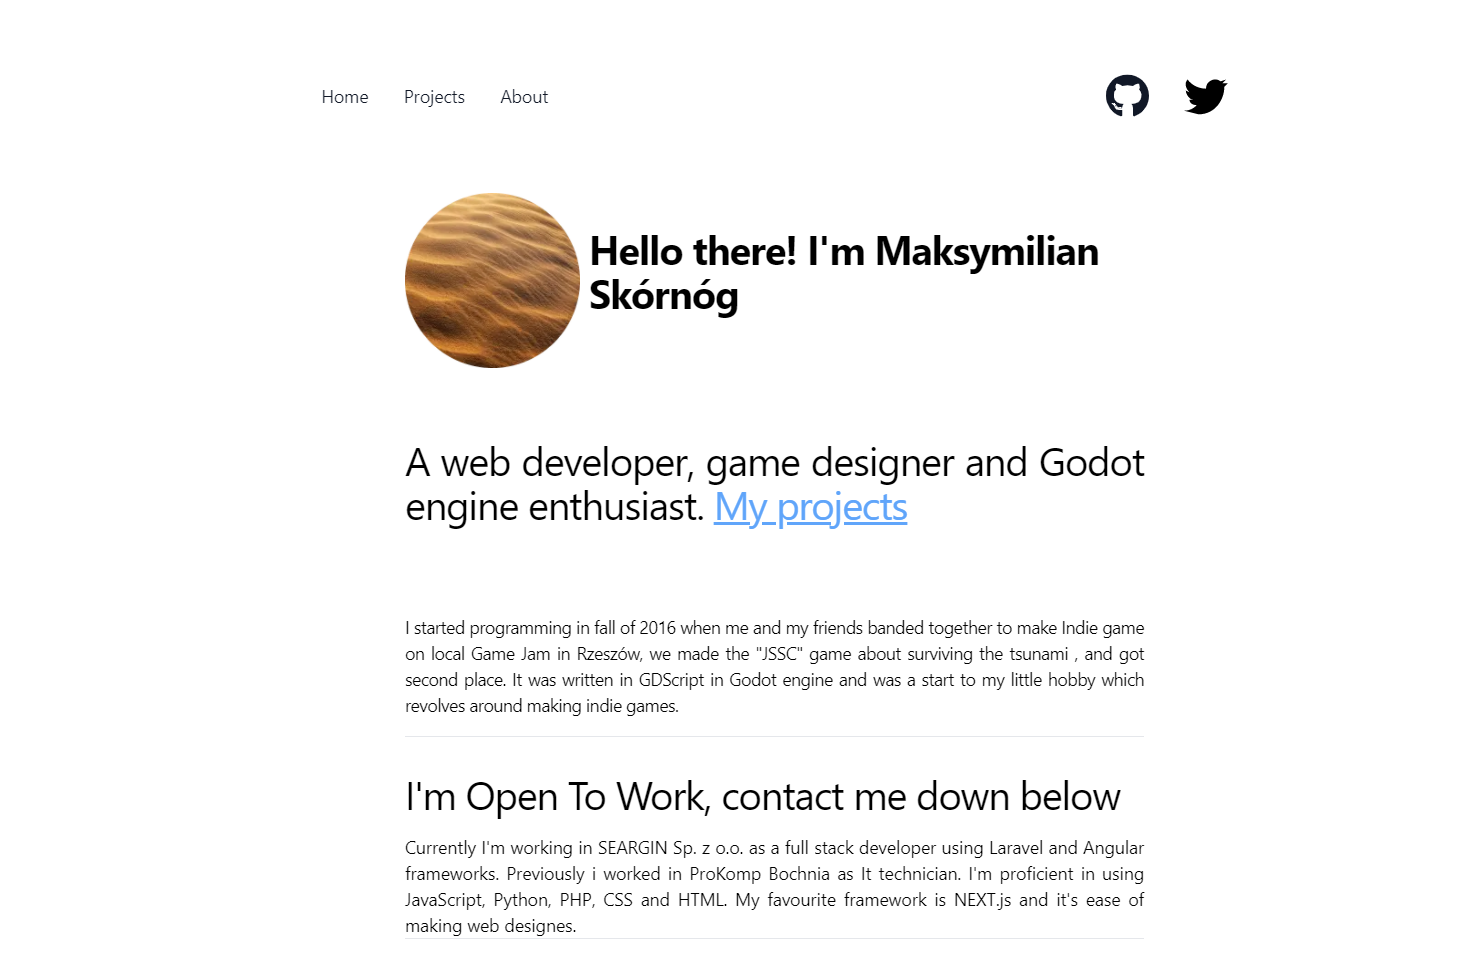 Home Projects About
Hello there! I'm Maksymilian
Skórnóg
A web developer, game designer and Godot
engine enthusiast. My projects
I started programming in fall of 2016 when me and my friends banded together to make Indie game
on local Game Jam in Rzeszów, we made the "JSSC" game about surviving the tsunami , and got
second place. It was written in GDScript in Godot engine and was a start to my little hobby which
revolves around making indie games.
I'm Open To Work, contact me down below
Currently I'm working in SEARGIN Sp. z o.o. as a full stack developer using Laravel and Angular
frameworks. Previously i worked in ProKomp Bochnia as It technician. I'm proficient in using
JavaScript, Python, PHP, CSS and HTML. My favourite framework is NEXT.js and it's ease of
making web designes.